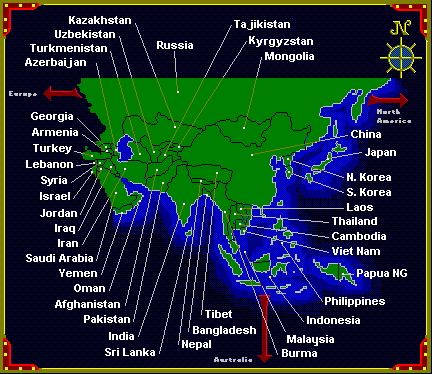 Kazakhstan
Uzbekistan
Turkmenistan
Azerbaijan
Russia
Tajikistan
Kyrgyzstan
Mongolia
N
Europe
North
America
Georgia
Armenia
Turkey
Lebanon
Syria
Israel
Jordan
Iraq
Iran
Saudi Arabia
Yemen
Oman
Afghanistan
Pakistan
India
Sri Lanka
China
Japan
N. Korea
S. Korea
Laos
Thailand
Cambodia
Viet Nam
Papua NG
Philippines
Indonesia
Malaysia
Burma
Tibet
Bangladesh
Nepal
Australia